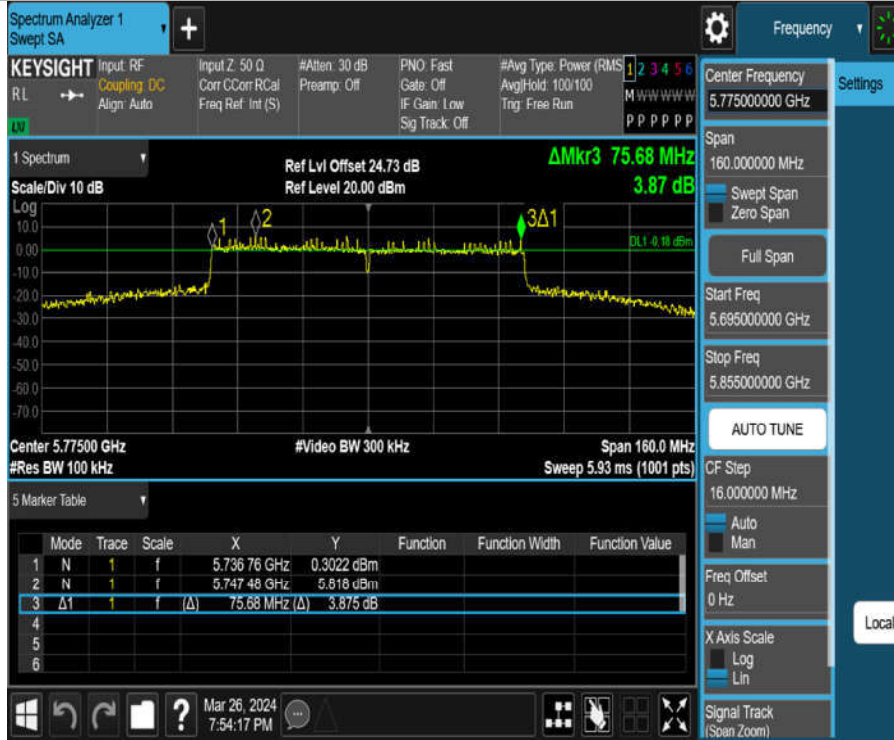 Spectrum Analyzer 1
Swept SA
+
Frequency
KEYSIGHT
RL
LXI
Input: RF
Coupling: DC
Align: Auto
Input Z: 50 Ω
Corr CCorr RCal
Freq Ref: Int (S)
#Atten: 30 dB
Preamp: Off
PNO: Fast
Gate: Off
IF Gain: Low
Sig Track: Off
#Avg Type: Power (RMS
Avg|Hold: 100/100
Trig: Free Run
1 2 3 4 5 6
M W W W W W
P P P P P P
1 Spectrum
Scale/Div 10 dB
Ref Lvl Offset 24.73 dB
Ref Level 20.00 dBm
ΔMkr3 75.68 MHz
3.87 dB
Log
10.0
0.00
-10.0
-20.0
-30.0
-40.0
-50.0
-60.0
-70.0
1
2
3Δ1
DL1 -0.18 dBm
Center 5.77500 GHz
#Res BW 100 kHz
#Video BW 300 kHz
Span 160.0 MHz
Sweep 5.93 ms (1001 pts)
5 Marker Table
Mode Trace Scale X Y Function Function Width Function Value
1 N 1 f 5.736 76 GHz 0.3022 dBm
2 N 1 f 5.747 48 GHz 5.818 dBm
3 Δ1 1 f (Δ) 75.68 MHz (Δ) 3.875 dB
4
5
6
?
Mar 26, 2024
7:54:17 PM
Center Frequency
5.775000000 GHz
Settings
Span
160.000000 MHz
Swept Span
Zero Span
Full Span
Start Freq
5.695000000 GHz
Stop Freq
5.855000000 GHz
AUTO TUNE
CF Step
16.000000 MHz
Auto
Man
Freq Offset
0 Hz
Local
X Axis Scale
Log
Lin
Signal Track
(Span Zoom)